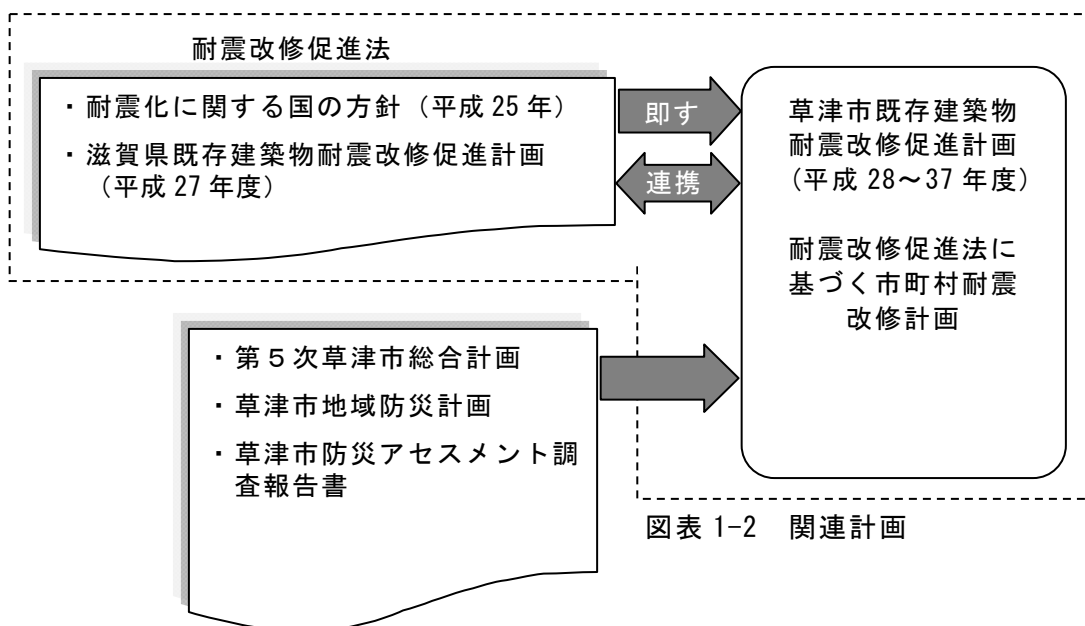 耐震改修促進法
・耐震化に関する国の方針（平成 25 年）
・滋賀県既存建築物耐震改修促進計画
（平成 27 年度）
即す
連携
草津市既存建築物
耐震改修促進計画
（平成 28～37 年度）
耐震改修促進法に
基づく市町村耐震
改修計画
・第５次草津市総合計画
・草津市地域防災計画
・草津市防災アセスメント調
査報告書
図表 1-2　関連計画